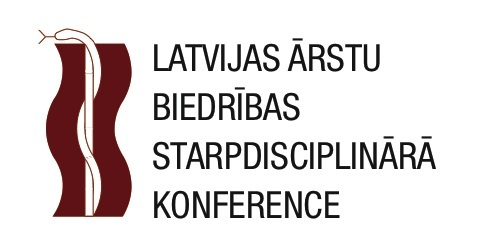 LATVIJAS ĀRSTU
BIEDRĪBAS
STARPDISCIPLINĀRĀ
KONFERENCE